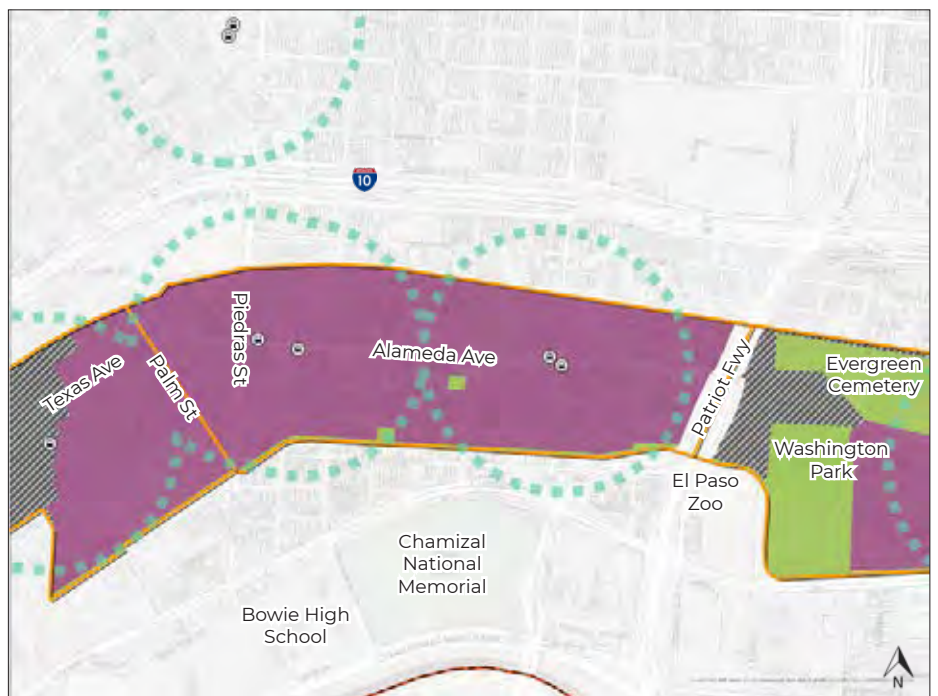 10
Piedras St
Alameda Ave
Texas Ave
Palm St
Patriot Fwy
Evergreen
Cemetery
Washington
Park
El Paso
Zoo
Chamizal
National
Memorial
Bowie High
School
N